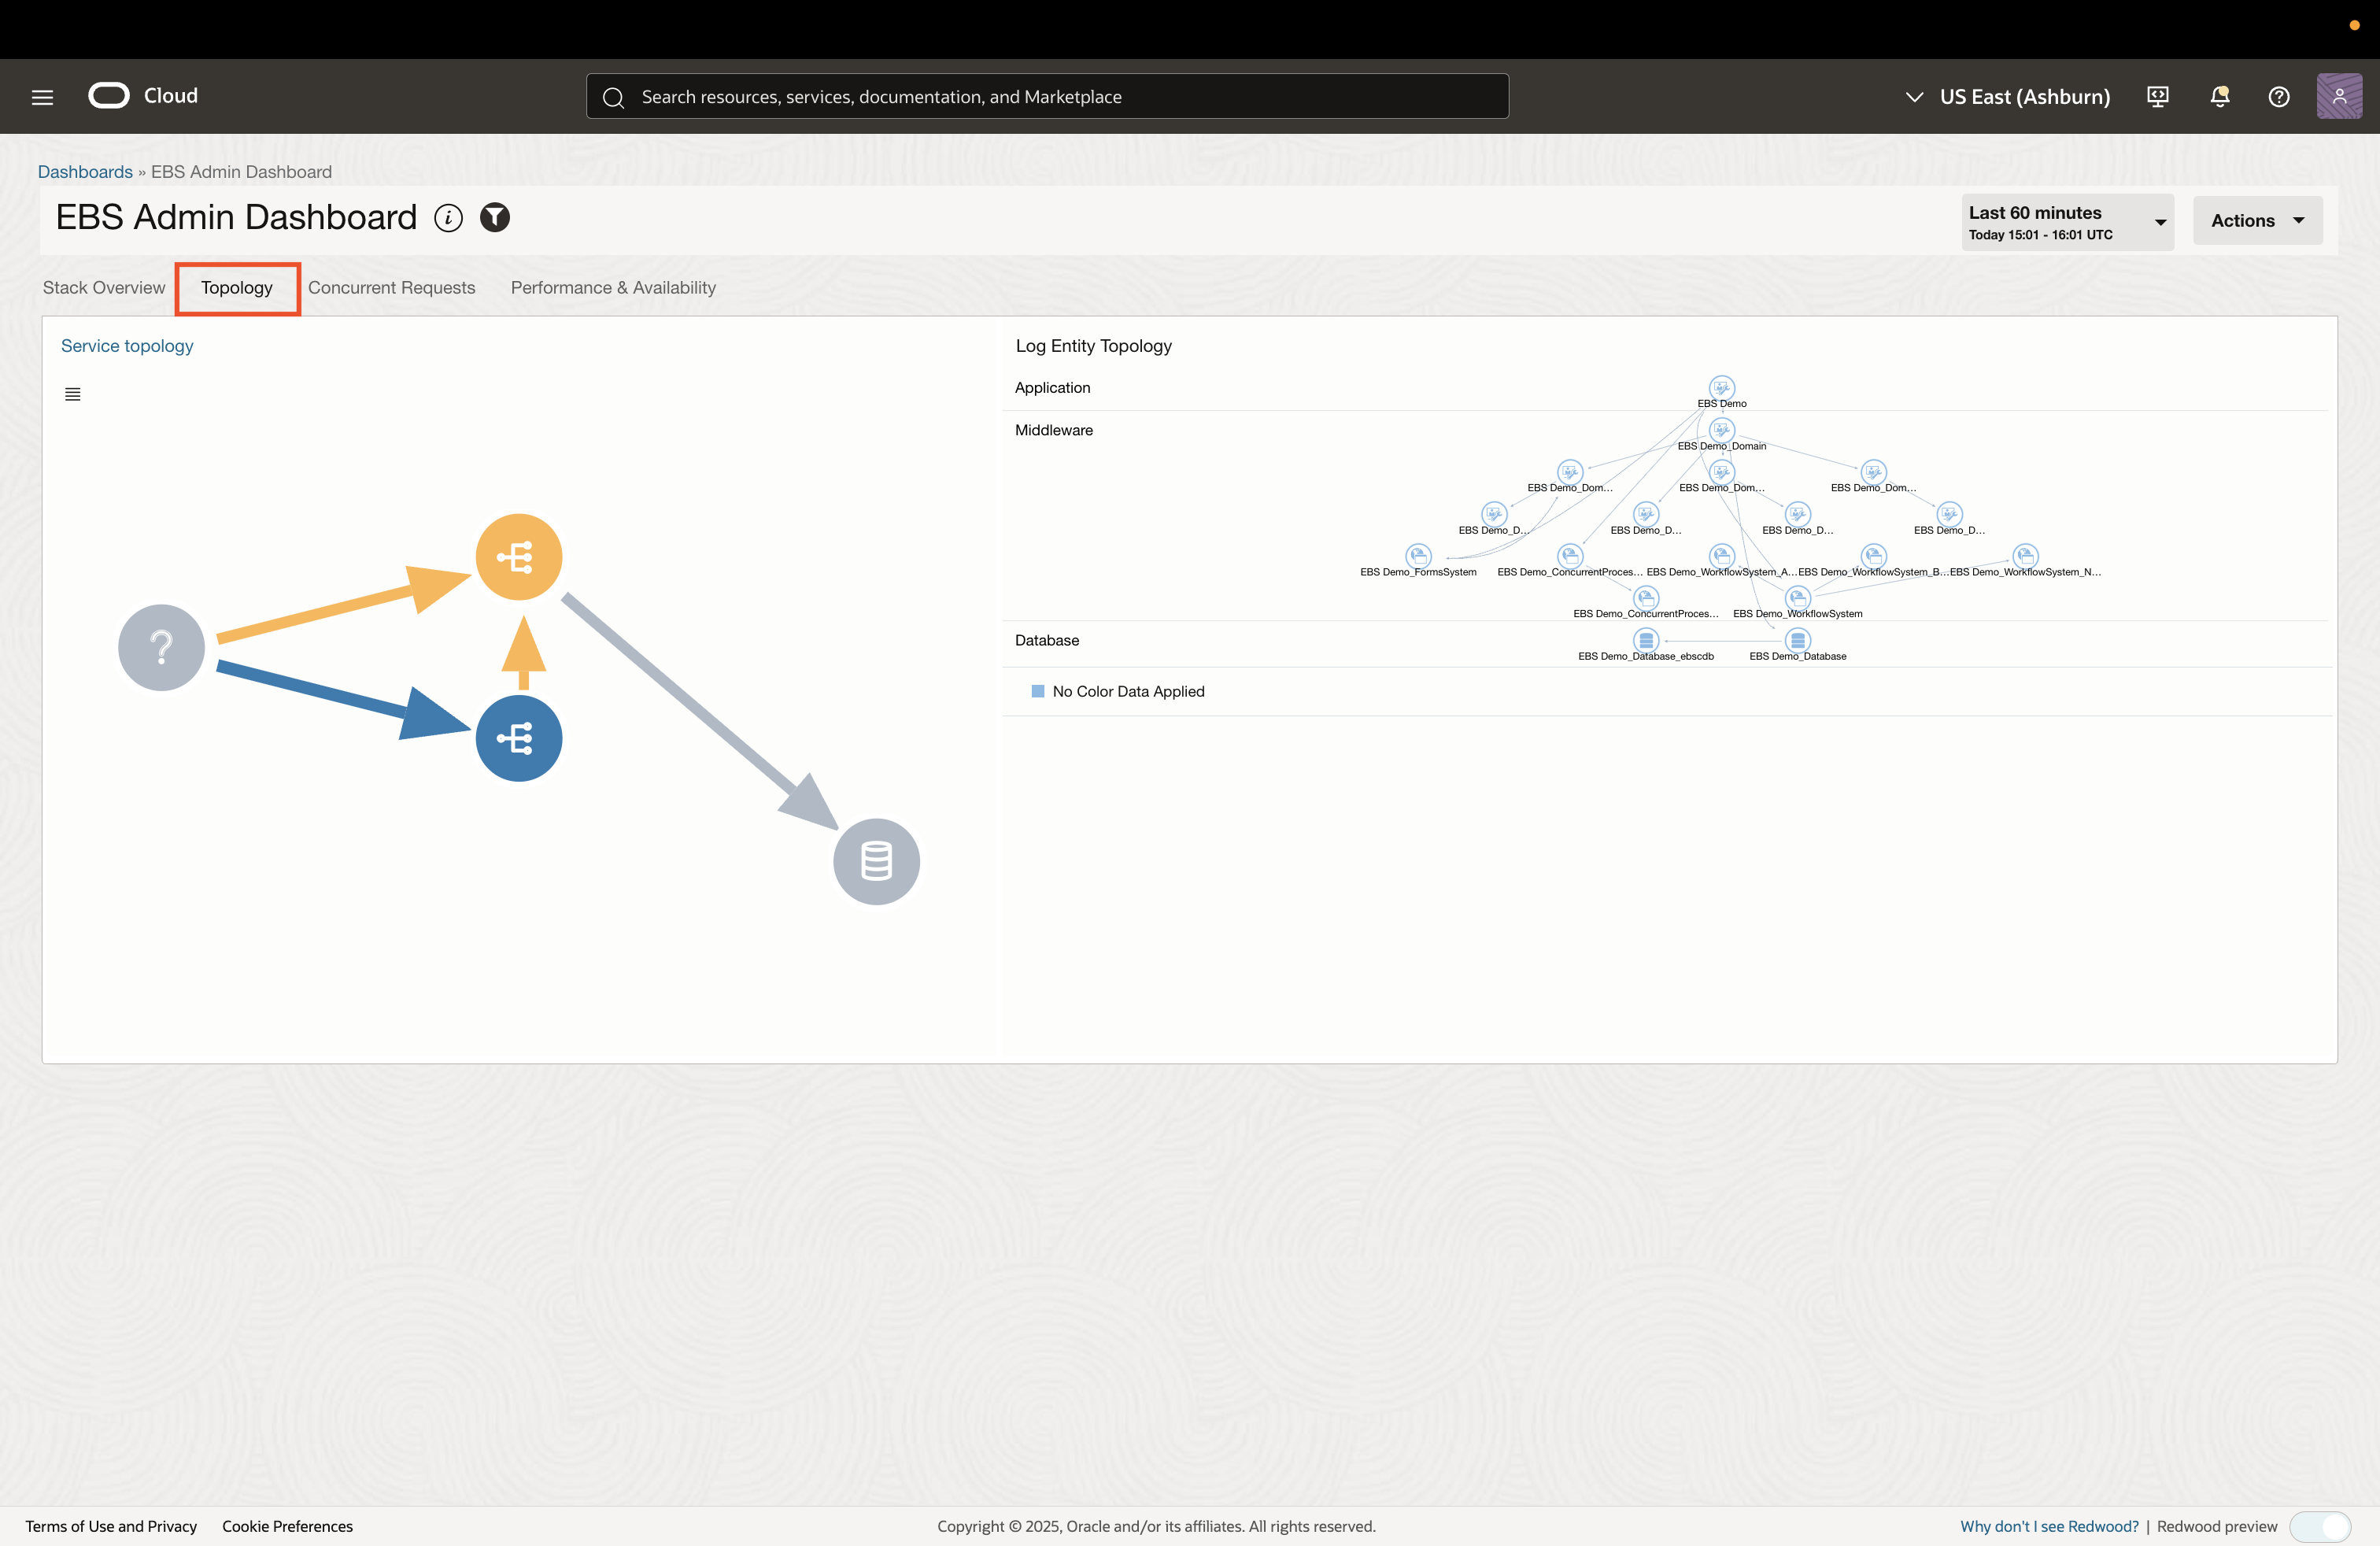 Cloud
Search resources, services, documentation, and Marketplace
US East (Ashburn)
Dashboards » EBS Admin Dashboard
EBS Admin Dashboard
Last 60 minutes
Today 15:01 - 16:01 UTC
Actions
Stack Overview
Topology
Concurrent Requests
Performance & Availability
Service topology
?
Log Entity Topology
Application
EBS Demo
Middleware
EBS Demo_Domain
EBS Demo_Dom...
EBS Demo_Dom...
EBS Demo_Dom...
EBS Demo_D...
EBS Demo_D...
EBS Demo_D...
EBS Demo_D...
EBS Demo_FormsSystem
EBS Demo_ConcurrentProces...
EBS Demo_WorkflowSystem_A...
EBS Demo_WorkflowSystem_B...
EBS Demo_WorkflowSystem_N...
EBS Demo_ConcurrentProces...
EBS Demo_WorkflowSystem
Database
EBS Demo_Database_ebscdb
EBS Demo_Database
No Color Data Applied
Terms of Use and Privacy
Cookie Preferences
Copyright © 2025, Oracle and/or its affiliates. All rights reserved.
Why don't I see Redwood? | Redwood preview